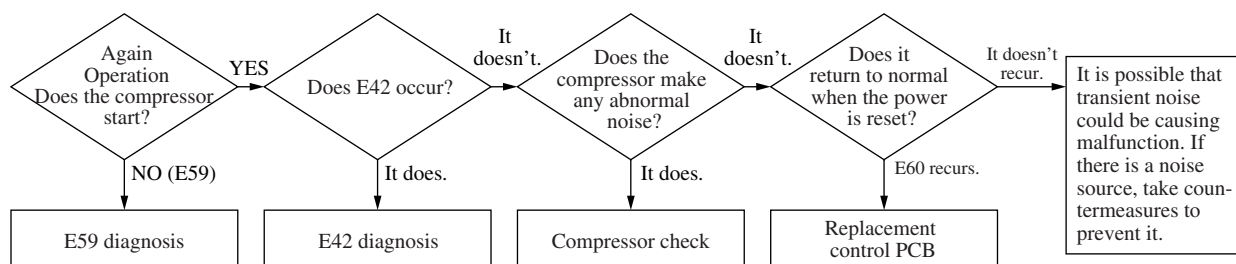 Again
Operation
Does the compressor
start?
YES
NO (E59)
E59 diagnosis
Does E42 occur?
It
doesn't.
It does.
E42 diagnosis
Does the
compressor make
any abnormal
noise?
It
doesn't.
It does.
Compressor check
Does it
return to normal
when the power
is reset?
It doesn't
recur.
E60 recurs.
Replacement
control PCB
It is possible that
transient noise
could be causing
malfunction. If
there is a noise
source, take coun-
termeasures to
prevent it.